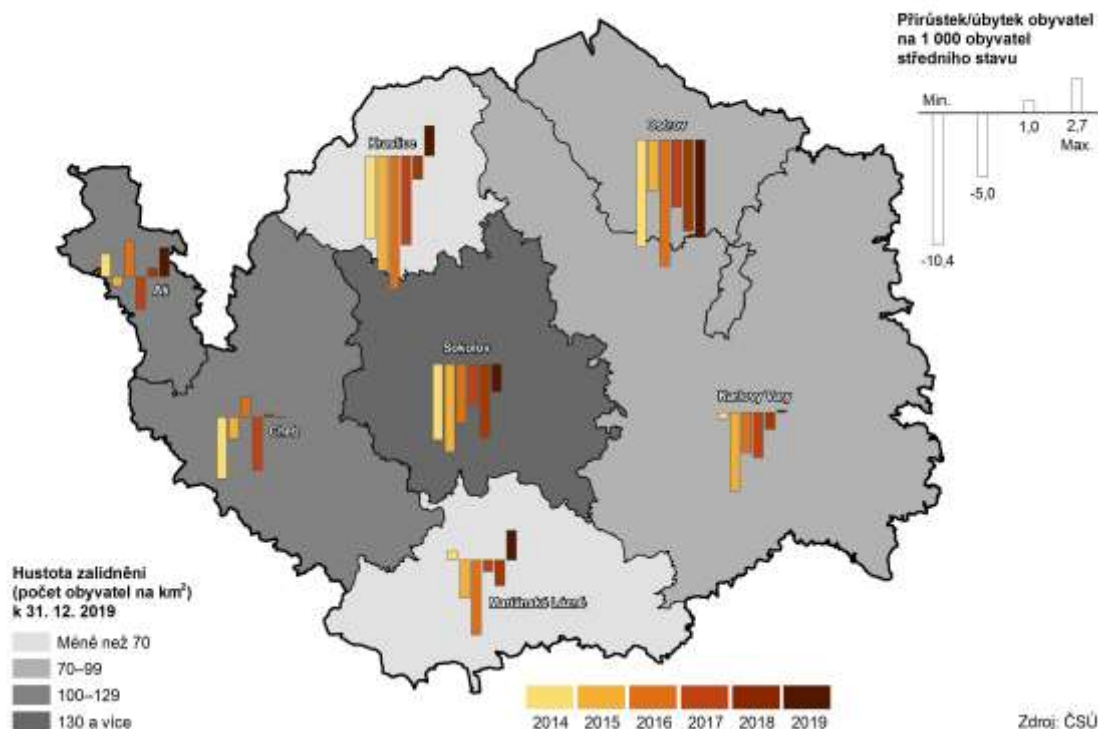 Přírůstek/úbytek obyvatel
na 1 000 obyvatel
středního stavu
Min.
1,0
2,7
Max.
-5,0
-10,4
Ostrov
Kraslice
Aš
Sokolov
Karlovy Vary
Cheb
Mariánské Lázně
Hustota zalidnění
(počet obyvatel na km²)
k 31. 12. 2019
Méně než 70
70–99
100–129
130 a více
2014 2015 2016 2017 2018 2019
Zdroj: ČSÚ